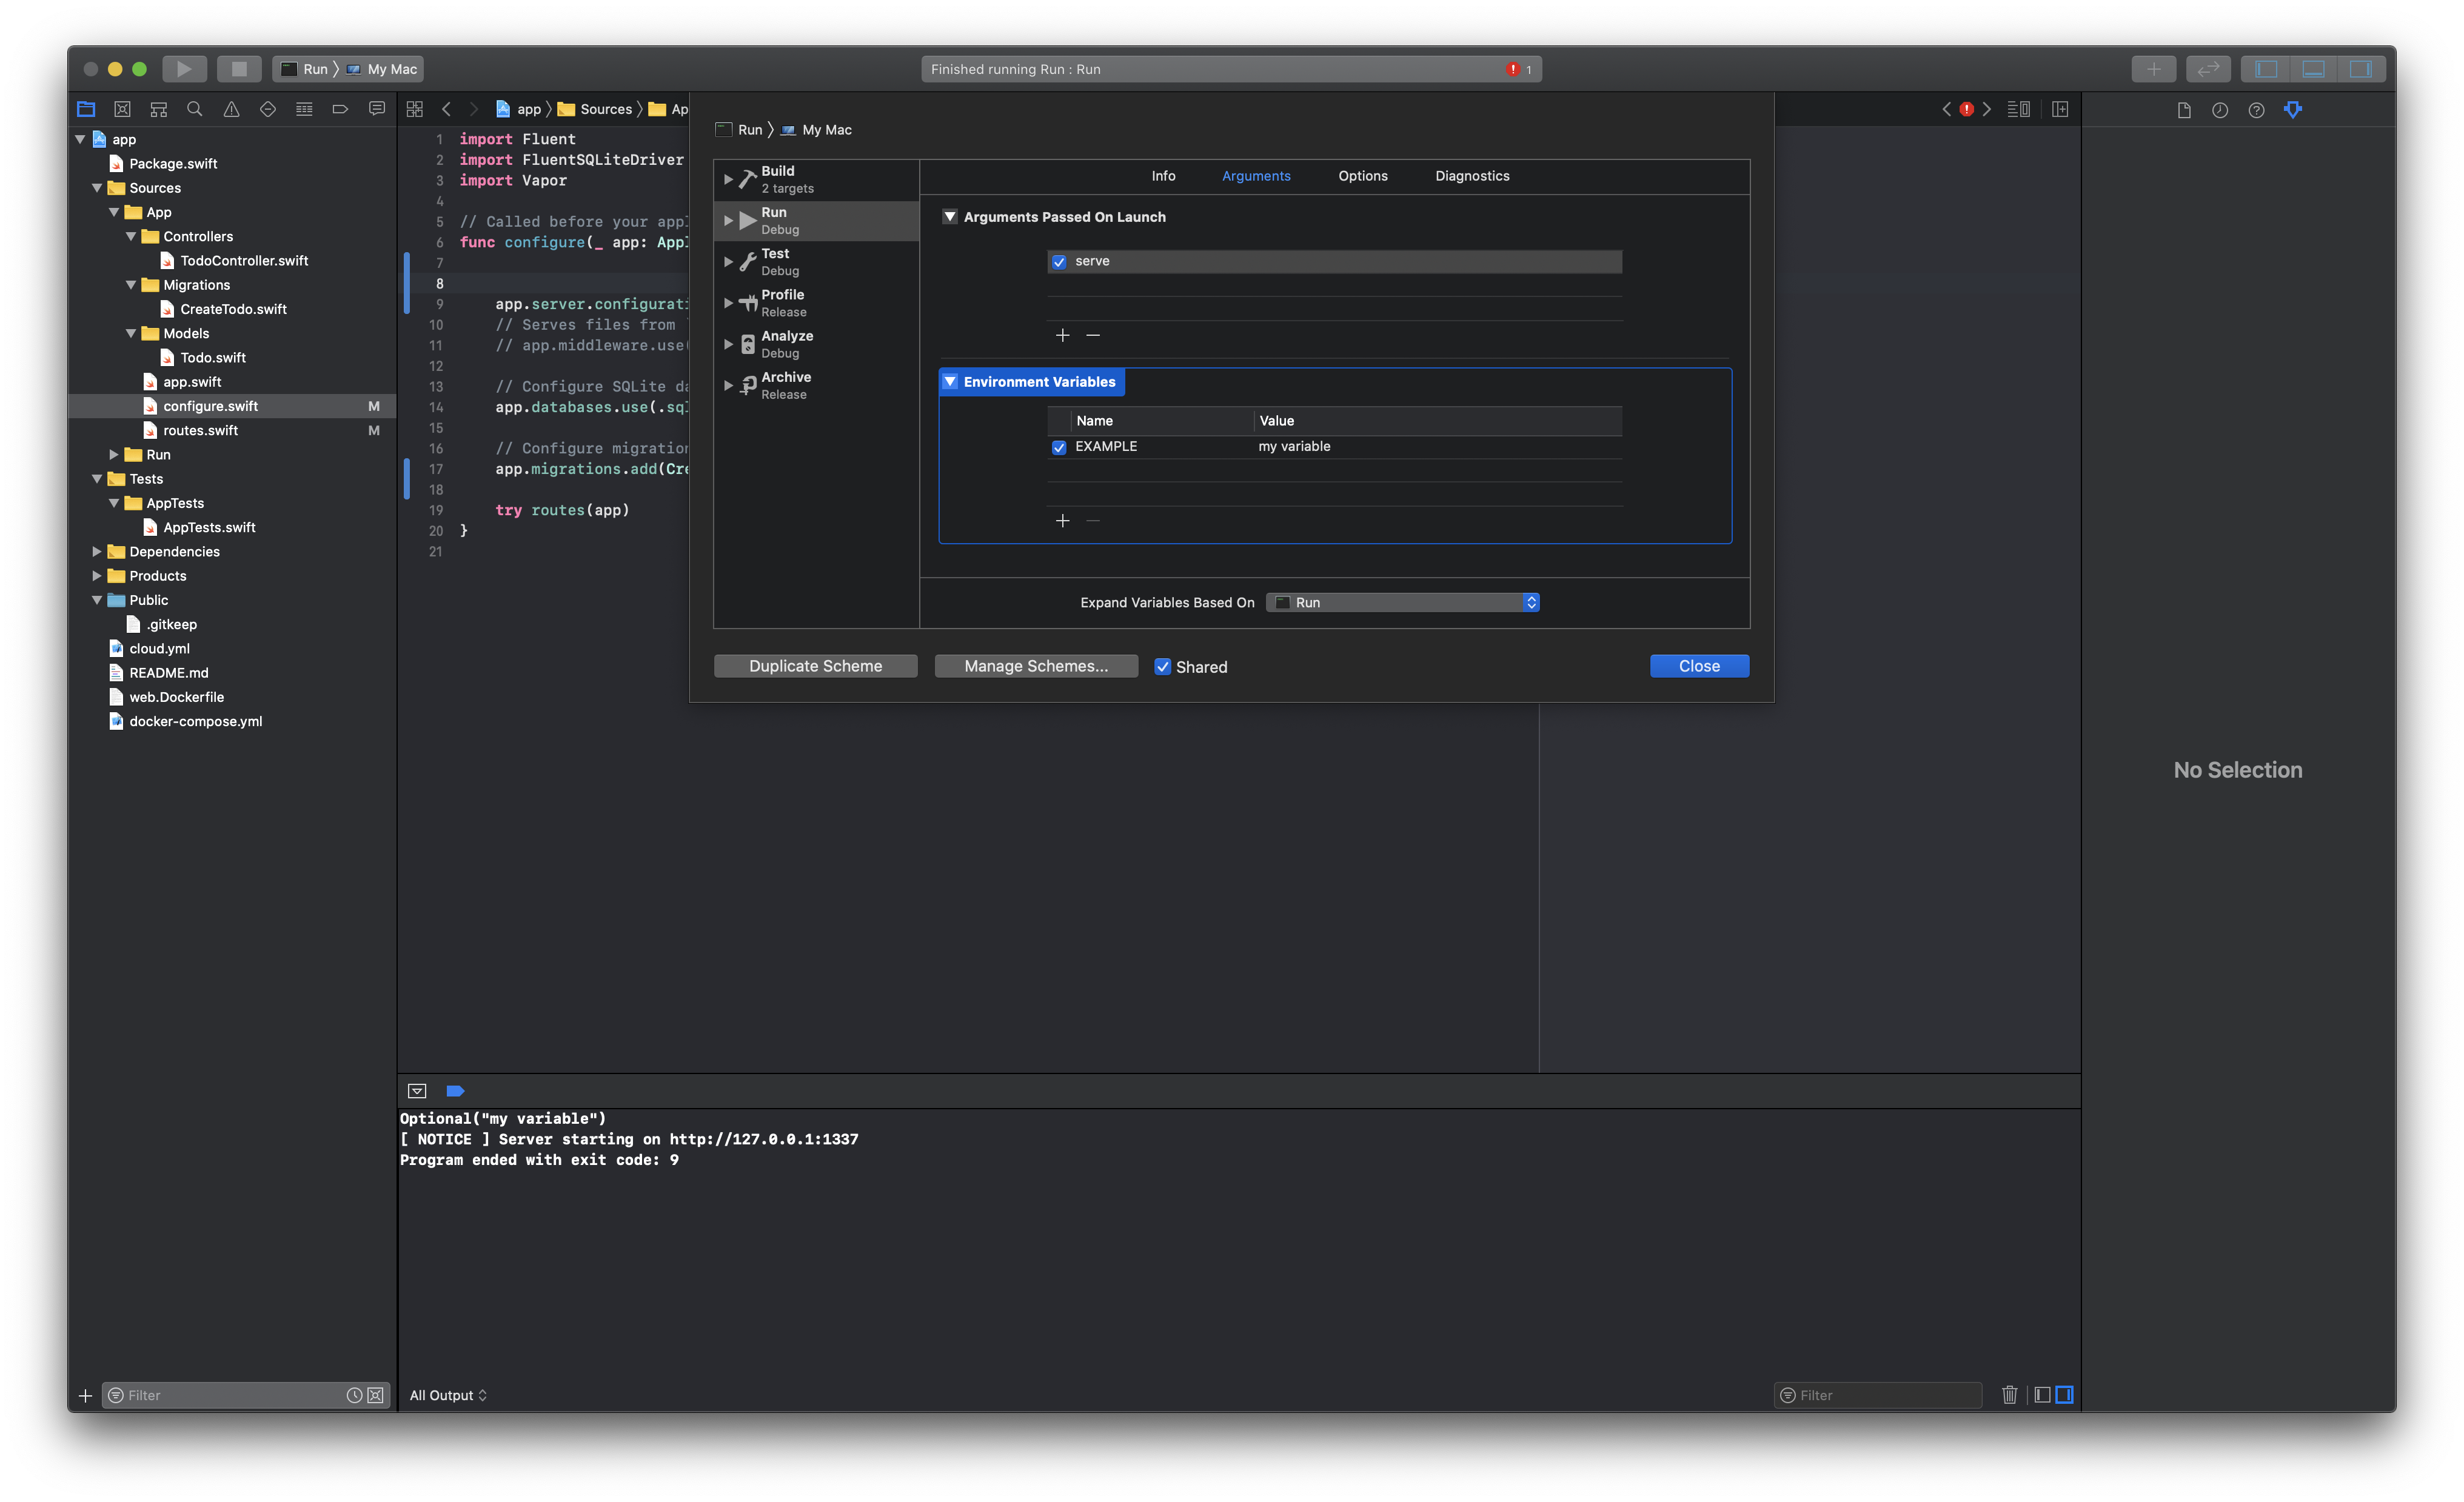 Run 〉 My Mac
Finished running Run : Run
1
app
Package.swift
Sources
App
Controllers
TodoController.swift
Migrations
CreateTodo.swift
Models
Todo.swift
app.swift
configure.swift M
routes.swift M
Run
Tests
AppTests
AppTests.swift
Dependencies
Products
Public
.gitkeep
cloud.yml
README.md
web.Dockerfile
docker-compose.yml
Filter
app 〉 Sources 〉 Ap
1 import Fluent
2 import FluentSQLiteDriver
3 import Vapor
4
5 // Called before your appl
6 func configure(_ app: Appl
7
8
9 app.server.configurati
10 // Serves files from
11 // app.middleware.use(
12
13 // Configure SQLite da
14 app.databases.use(.sql
15
16 // Configure migration
17 app.migrations.add(Cre
18
19 try routes(app)
20 }
21
Run 〉 My Mac
Build
2 targets
Run
Debug
Test
Debug
Profile
Release
Analyze
Debug
Archive
Release
Info Arguments Options Diagnostics
Arguments Passed On Launch
serve
Environment Variables
Name Value
EXAMPLE my variable
Expand Variables Based On Run
Duplicate Scheme Manage Schemes... Shared Close
No Selection
Optional("my variable")
[ NOTICE ] Server starting on http://127.0.0.1:1337
Program ended with exit code: 9
All Output
Filter